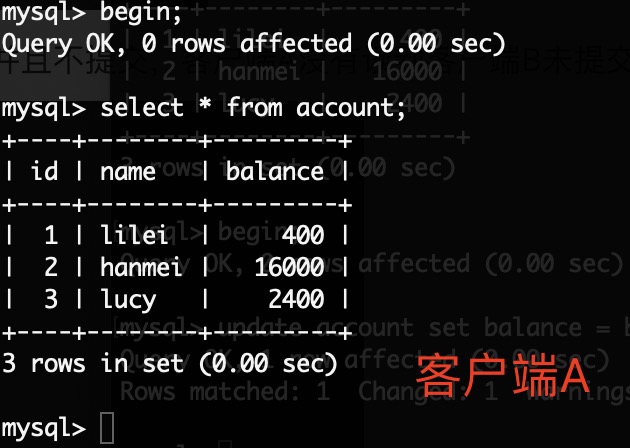 mysql> begin;
Query OK, 0 rows affected (0.00 sec)
mysql> select * from account;
+----+--------+---------+
| id | name   | balance |
+----+--------+---------+
|  1 | lilei  |     400 |
|  2 | hanmei |   16000 |
|  3 | lucy   |    2400 |
+----+--------+---------+
3 rows in set (0.00 sec)
客户端A
mysql>